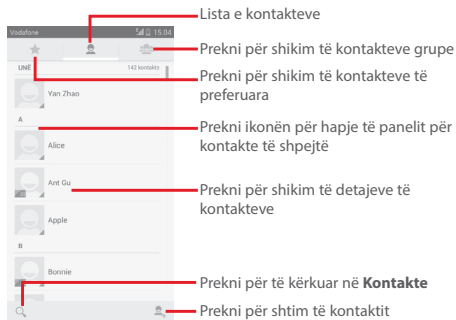 Lista e kontakteve
Vodafone 15.04
Prekni për shikim të kontakteve grupe
UNË 142 kontakte
Prekni për shikim të kontakteve të
preferuara
Yan Zhao
A
Prekni ikonën për hapje të panelit për
kontakte të shpejtë
Alice
Ant Gu
Prekni për shikim të detajeve të
kontakteve
Apple
B
Bonnie
Prekni për të kërkuar në Kontakte
Prekni për shtim të kontaktit